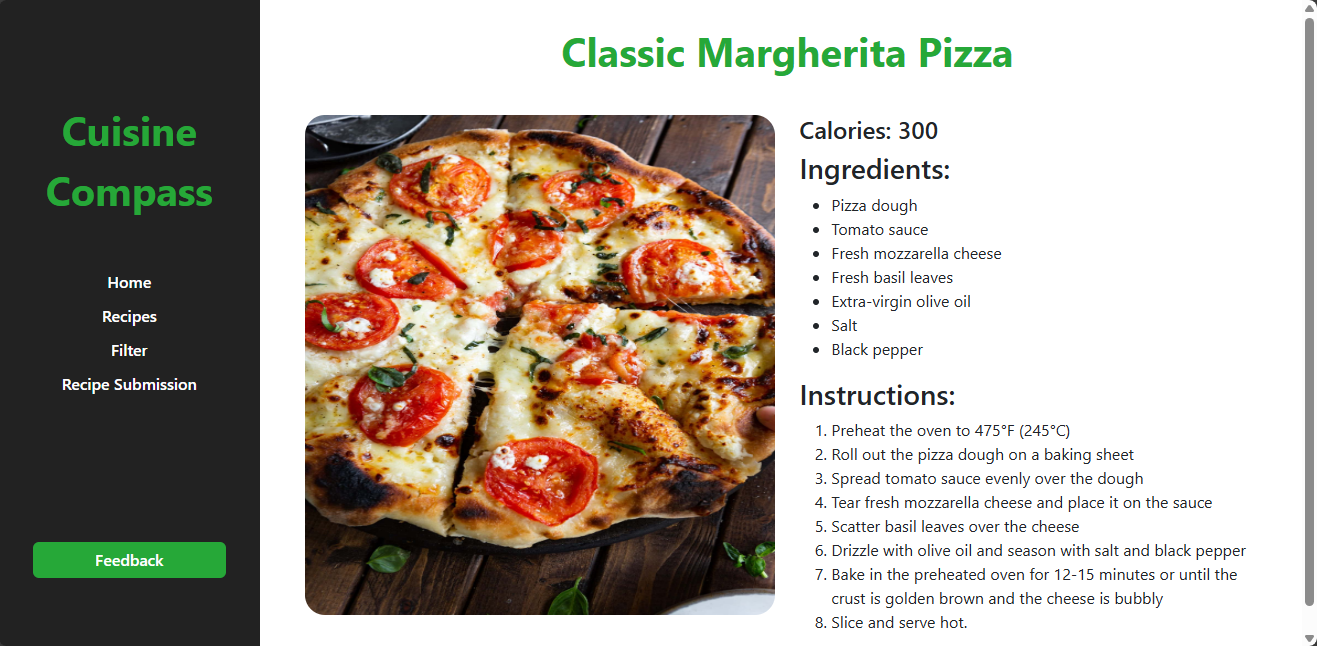 Cuisine
Compass
Home
Recipes
Filter
Recipe Submission
Feedback
Classic Margherita Pizza
Calories: 300
Ingredients:
Pizza dough
Tomato sauce
Fresh mozzarella cheese
Fresh basil leaves
Extra-virgin olive oil
Salt
Black pepper
Instructions:
1. Preheat the oven to 475°F (245°C)
2. Roll out the pizza dough on a baking sheet
3. Spread tomato sauce evenly over the dough
4. Tear fresh mozzarella cheese and place it on the sauce
5. Scatter basil leaves over the cheese
6. Drizzle with olive oil and season with salt and black pepper
7. Bake in the preheated oven for 12-15 minutes or until the
crust is golden brown and the cheese is bubbly
8. Slice and serve hot.